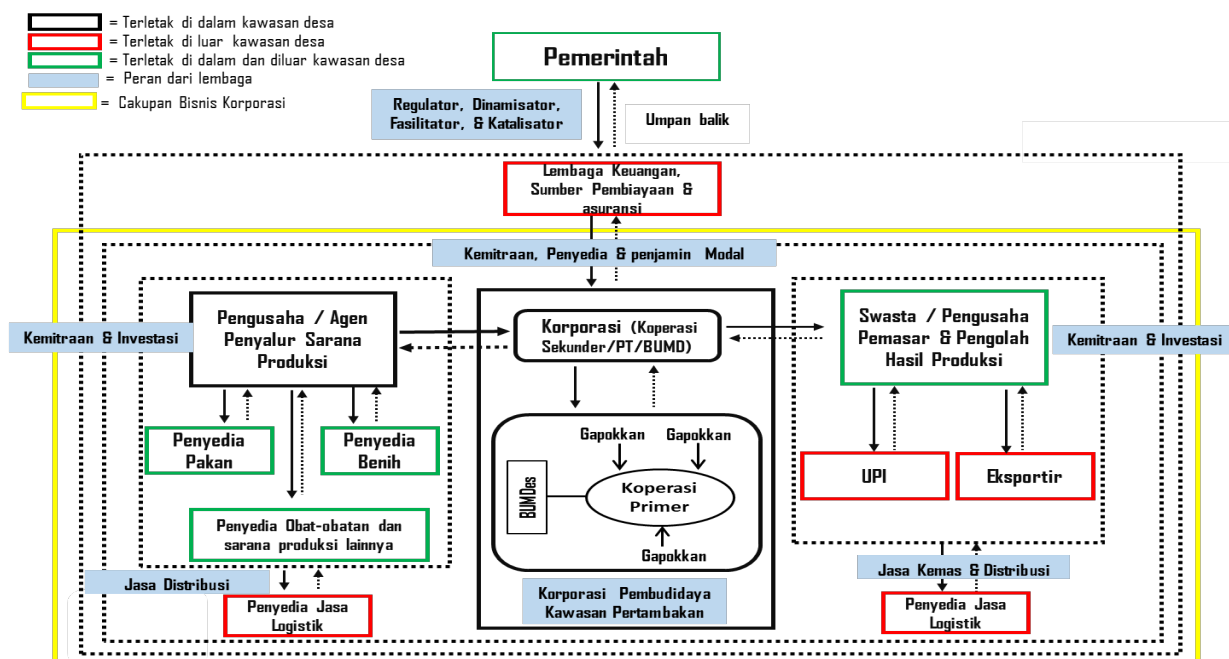 = Terletak di dalam kawasan desa
= Terletak di luar kawasan desa
= Terletak di dalam dan diluar kawasan desa
= Peran dari lembaga
= Cakupan Bisnis Korporasi
Pemerintah
Regulator, Dinamisator,
Fasilitator, & Katalisator
Umpan balik
Lembaga Keuangan,
Sumber Pembiayaan &
asuransi
Kemitraan, Penyedia & penjamin Modal
Kemitraan & Investasi
Pengusaha / Agen
Penyalur Sarana
Produksi
Penyedia
Pakan
Penyedia
Benih
Penyedia Obat-obatan dan
sarana produksi lainnya
Jasa Distribusi
Penyedia Jasa
Logistik
Korporasi (Koperasi
Sekunder/PT/BUMD)
Gapokkan
Gapokkan
BUMDes
Koperasi
Primer
Gapokkan
Korporasi Pembudidaya
Kawasan Pertambakan
Swasta / Pengusaha
Pemasar & Pengolah
Hasil Produksi
Kemitraan & Investasi
UPI
Eksportir
Jasa Kemas & Distribusi
Penyedia Jasa
Logistik